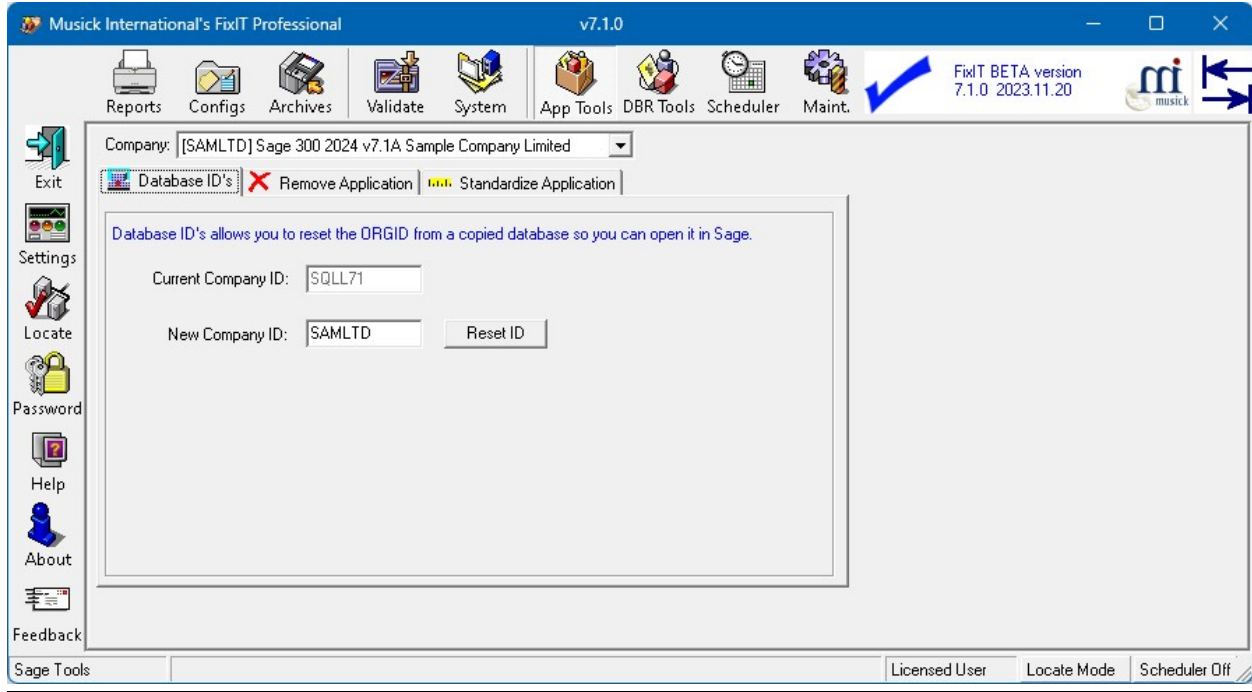 Musick International's FixIT Professional v7.1.0
Reports Configs Archives Validate System App Tools DBR Tools Scheduler Maint.
FixIT BETA version
7.1.0 2023.11.20
mi
musick
Exit
Settings
Locate
Password
Help
About
Feedback
Company: [SAMLTD] Sage 300 2024 v7.1A Sample Company Limited
Database ID's Remove Application Standardize Application
Database ID's allows you to reset the ORGID from a copied database so you can open it in Sage.
Current Company ID: SQLL71
New Company ID: SAMLTD Reset ID
Sage Tools Licensed User Locate Mode Scheduler Off